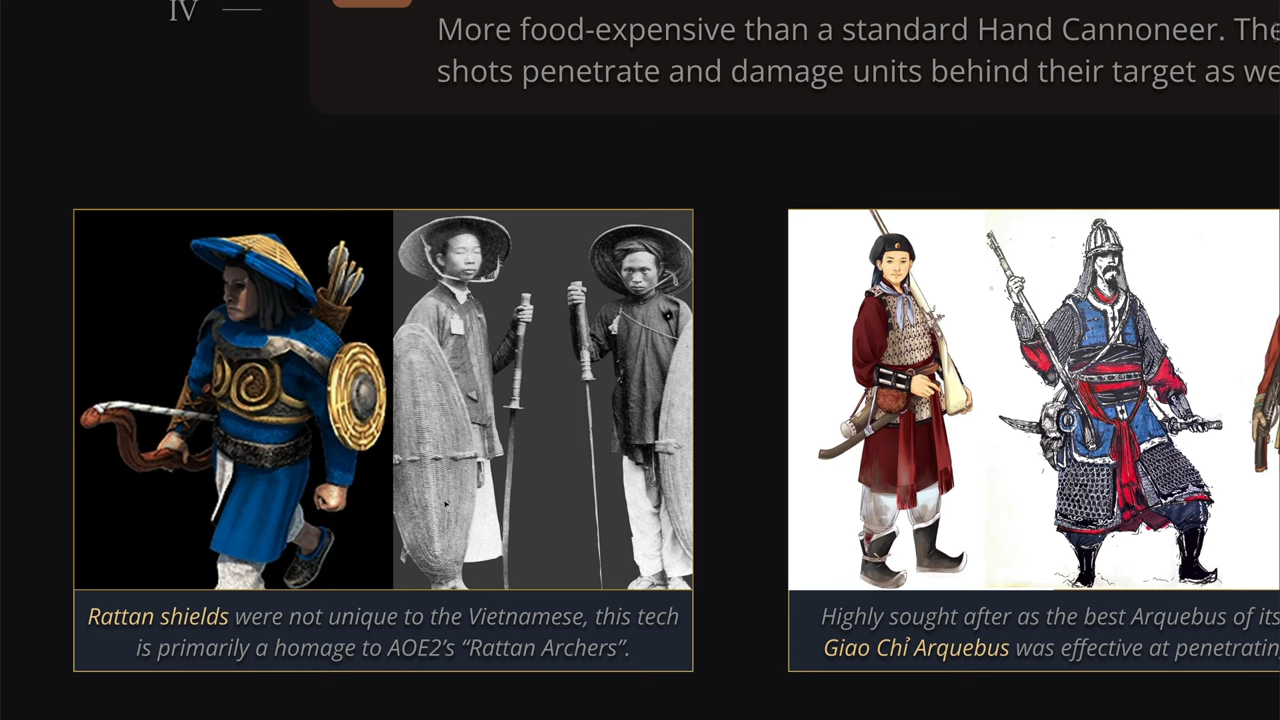 IV
More food-expensive than a standard Hand Cannoneer. The
shots penetrate and damage units behind their target as we
Rattan shields were not unique to the Vietnamese, this tech
is primarily a homage to AOE2’s “Rattan Archers”.
Highly sought after as the best Arquebus of its
Giao Chỉ Arquebus was effective at penetratin